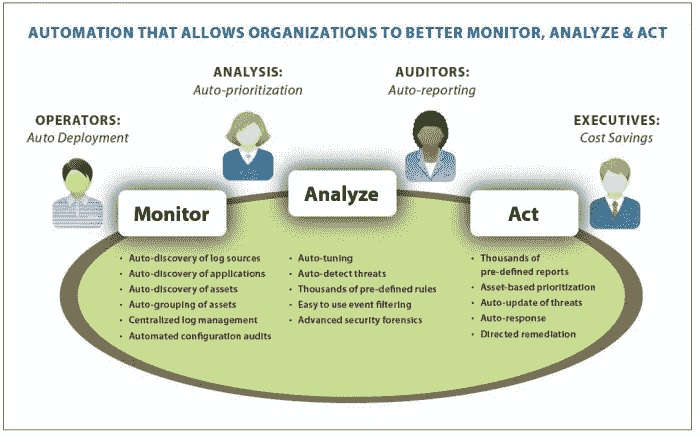 AUTOMATION THAT ALLOWS ORGANIZATIONS TO BETTER MONITOR, ANALYZE & ACT
OPERATORS:
Auto Deployment
ANALYSIS:
Auto-prioritization
AUDITORS:
Auto-reporting
EXECUTIVES:
Cost Savings
Monitor
• Auto-discovery of log sources
• Auto-discovery of applications
• Auto-discovery of assets
• Auto-grouping of assets
• Centralized log management
• Automated configuration audits
Analyze
• Auto-tuning
• Auto-detect threats
• Thousands of pre-defined rules
• Easy to use event filtering
• Advanced security forensics
Act
• Thousands of
pre-defined reports
• Asset-based prioritization
• Auto-update of threats
• Auto-response
• Directed remediation